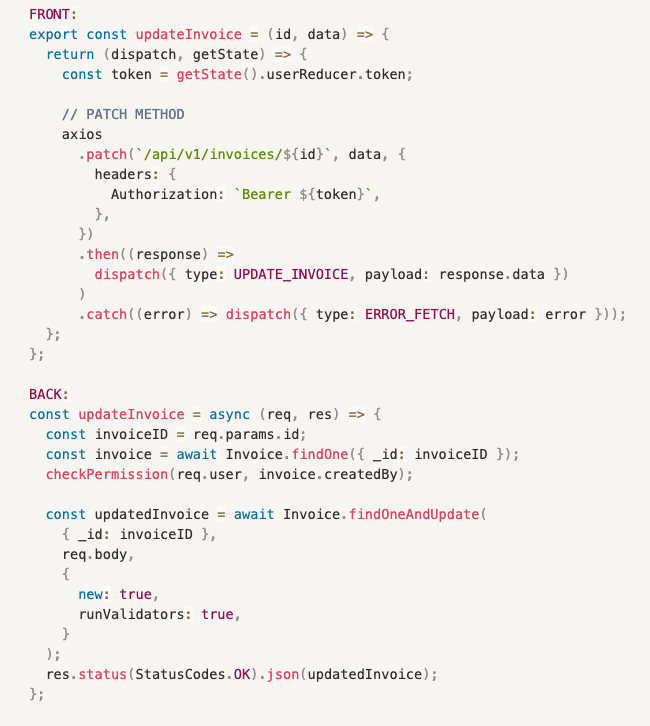 FRONT:
export const updateInvoice = (id, data) => {
  return (dispatch, getState) => {
    const token = getState().userReducer.token;

    // PATCH METHOD
    axios
      .patch(`/api/v1/invoices/${id}`, data, {
        headers: {
          Authorization: `Bearer ${token}`,
        },
      })
      .then((response) =>
        dispatch({ type: UPDATE_INVOICE, payload: response.data })
      )
      .catch((error) => dispatch({ type: ERROR_FETCH, payload: error }));
  };
};

BACK:
const updateInvoice = async (req, res) => {
  const invoiceID = req.params.id;
  const invoice = await Invoice.findOne({ _id: invoiceID });
  checkPermission(req.user, invoice.createdBy);

  const updatedInvoice = await Invoice.findOneAndUpdate(
    { _id: invoiceID },
    req.body,
    {
      new: true,
      runValidators: true,
    }
  );
  res.status(StatusCodes.OK).json(updatedInvoice);
};